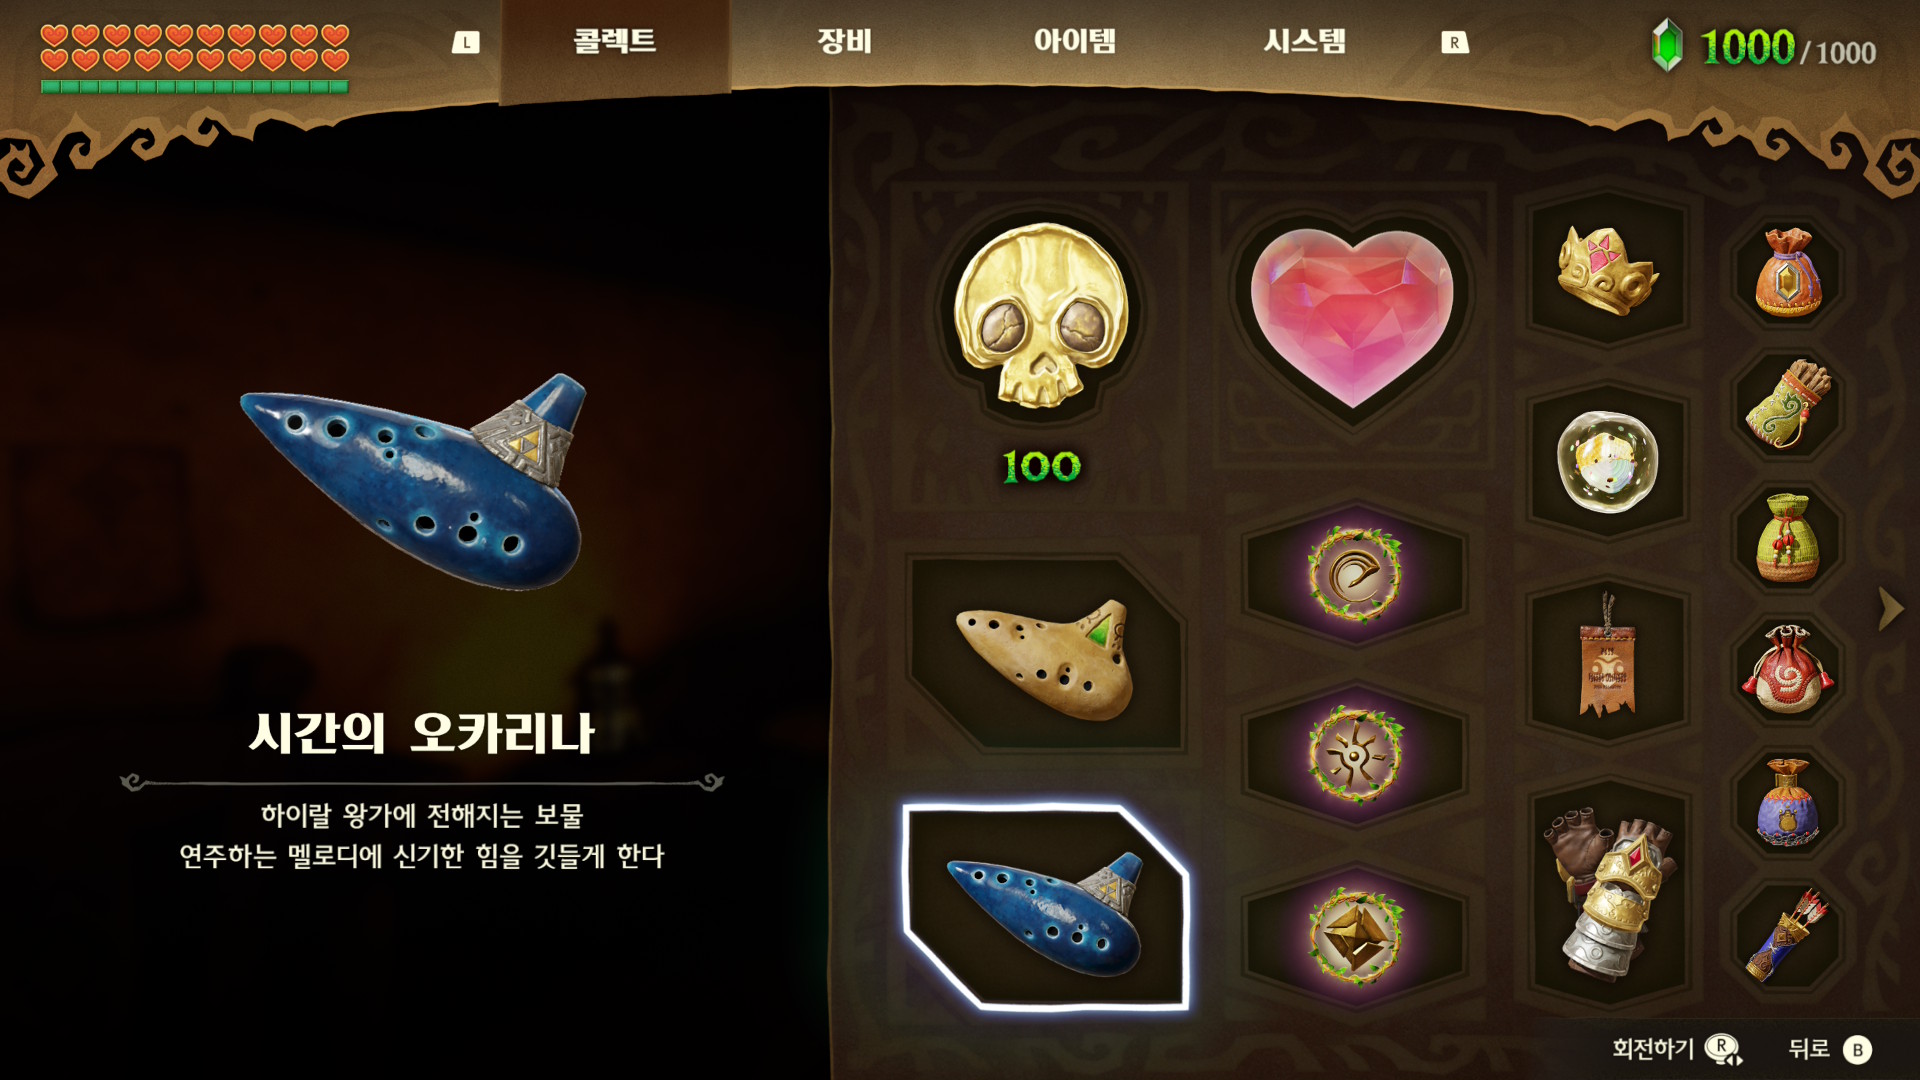 L 콜렉트 장비 아이템 시스템 R 1000/1000
100
시간의 오카리나
하이랄 왕가에 전해지는 보물
연주하는 멜로디에 신기한 힘을 깃들게 한다
회전하기 R 뒤로 B